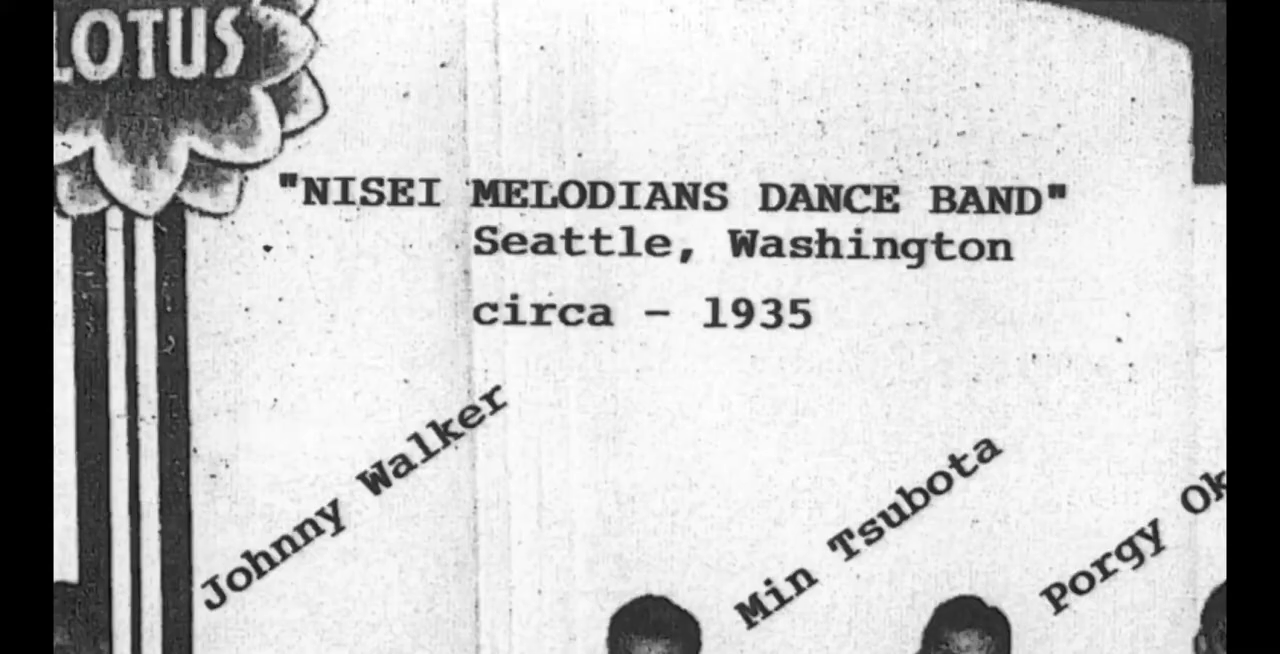 LOTUS
"NISEI MELODIANS DANCE BAND"
Seattle, Washington
circa - 1935
Johnny Walker
Min Tsubota
Porgy